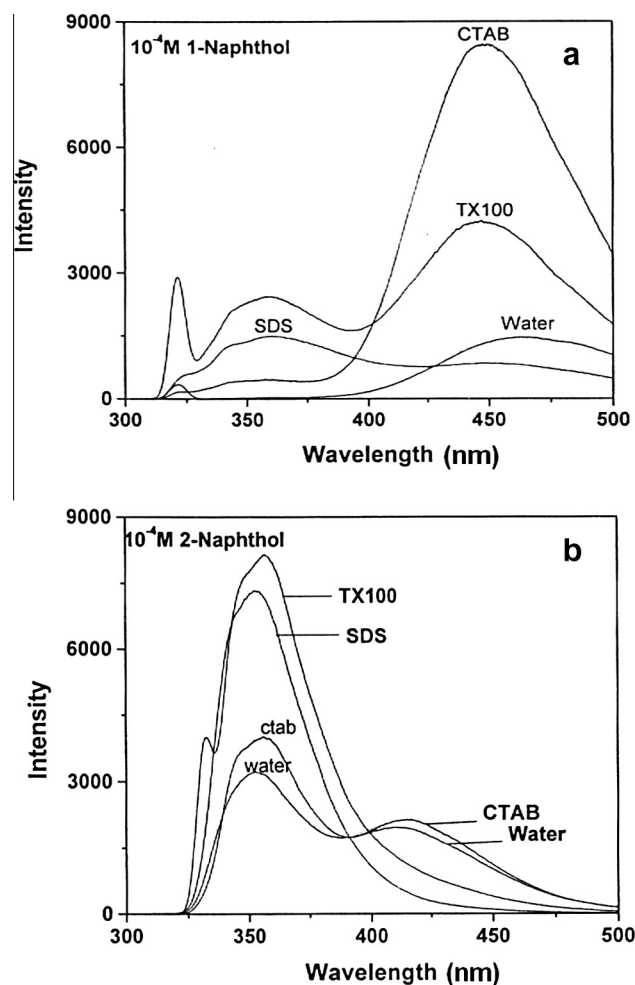 9000
10⁻⁴M 1-Naphthol
CTAB
a
6000
Intensity
TX100
3000
SDS
Water
0
300 350 400 450 500
Wavelength (nm)
9000
10⁻⁴M 2-Naphthol
b
TX100
SDS
6000
Intensity
ctab
3000
water
CTAB
Water
0
300 350 400 450 500
Wavelength (nm)